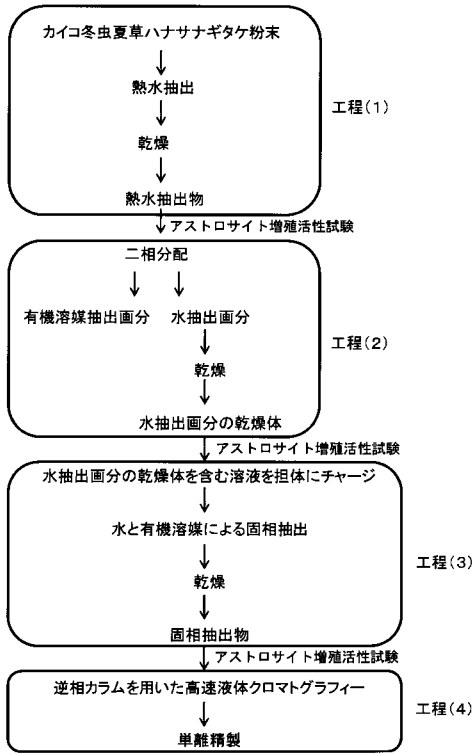 カイコ冬虫夏草ハナサナギタケ粉末
熱水抽出
工程(1)
乾燥
熱水抽出物
アストロサイト増殖活性試験
二相分配
有機溶媒抽出画分 水抽出画分
工程(2)
乾燥
水抽出画分の乾燥体
アストロサイト増殖活性試験
水抽出画分の乾燥体を含む溶液を担体にチャージ
水と有機溶媒による固相抽出
工程(3)
乾燥
固相抽出物
アストロサイト増殖活性試験
逆相カラムを用いた高速液体クロマトグラフィー
工程(4)
単離精製